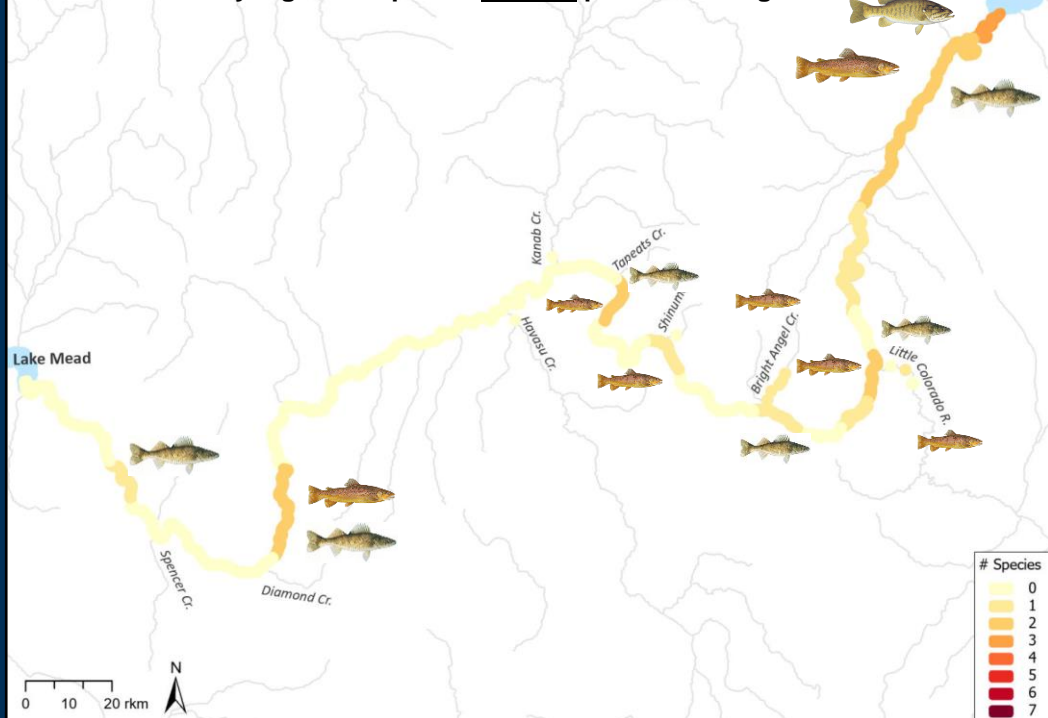 Kanab Cr.
Tapeats Cr.
Shinum
Havasu Cr.
Bright Angel Cr.
Little Colorado R.
Lake Mead
Spencer Cr.
Diamond Cr.
N
0 10 20 rkm
# Species
0
1
2
3
4
5
6
7